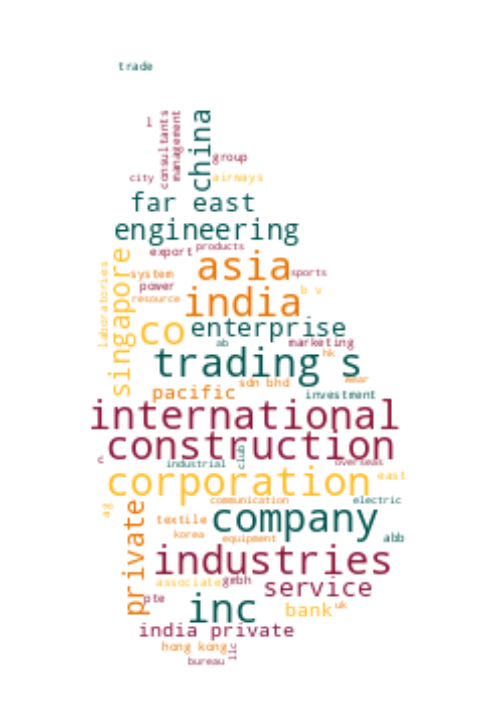 trade
l
consultants
management
china
group
city
airways
far east
engineering
products
export
singapore
laboratories
asia
system
sports
power
resource
india
b v
co
enterprise
ab
marketing
hk
trading s
sdn bhd
wear
pacific
investment
international
construction
c
industrial
club
overseas
corporation
east
communication
electric
ag
private
textile
company
korea
equipment
abb
industries
associate
gmbh
service
pte
inc
bank
uk
india private
hong kong
llc
bureau